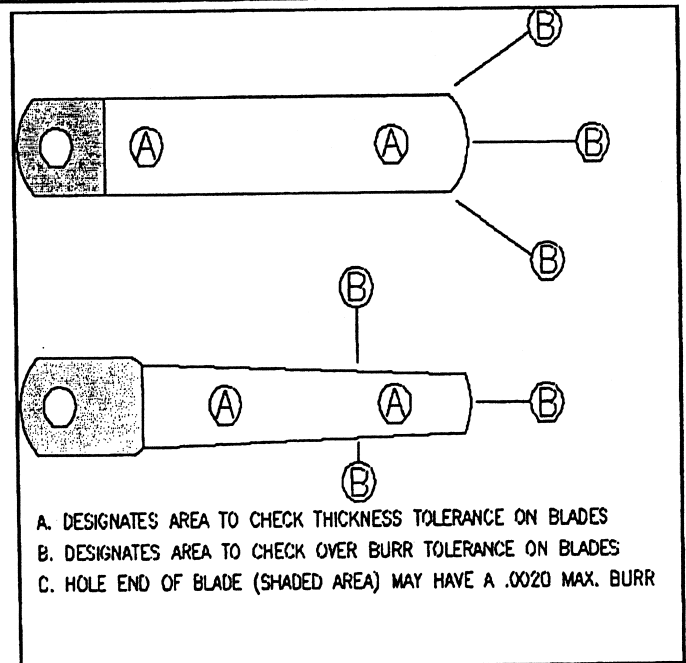 B
A A B
B
B
A A B
B
A. DESIGNATES AREA TO CHECK THICKNESS TOLERANCE ON BLADES
B. DESIGNATES AREA TO CHECK OVER BURR TOLERANCE ON BLADES
C. HOLE END OF BLADE (SHADED AREA) MAY HAVE A .0020 MAX. BURR